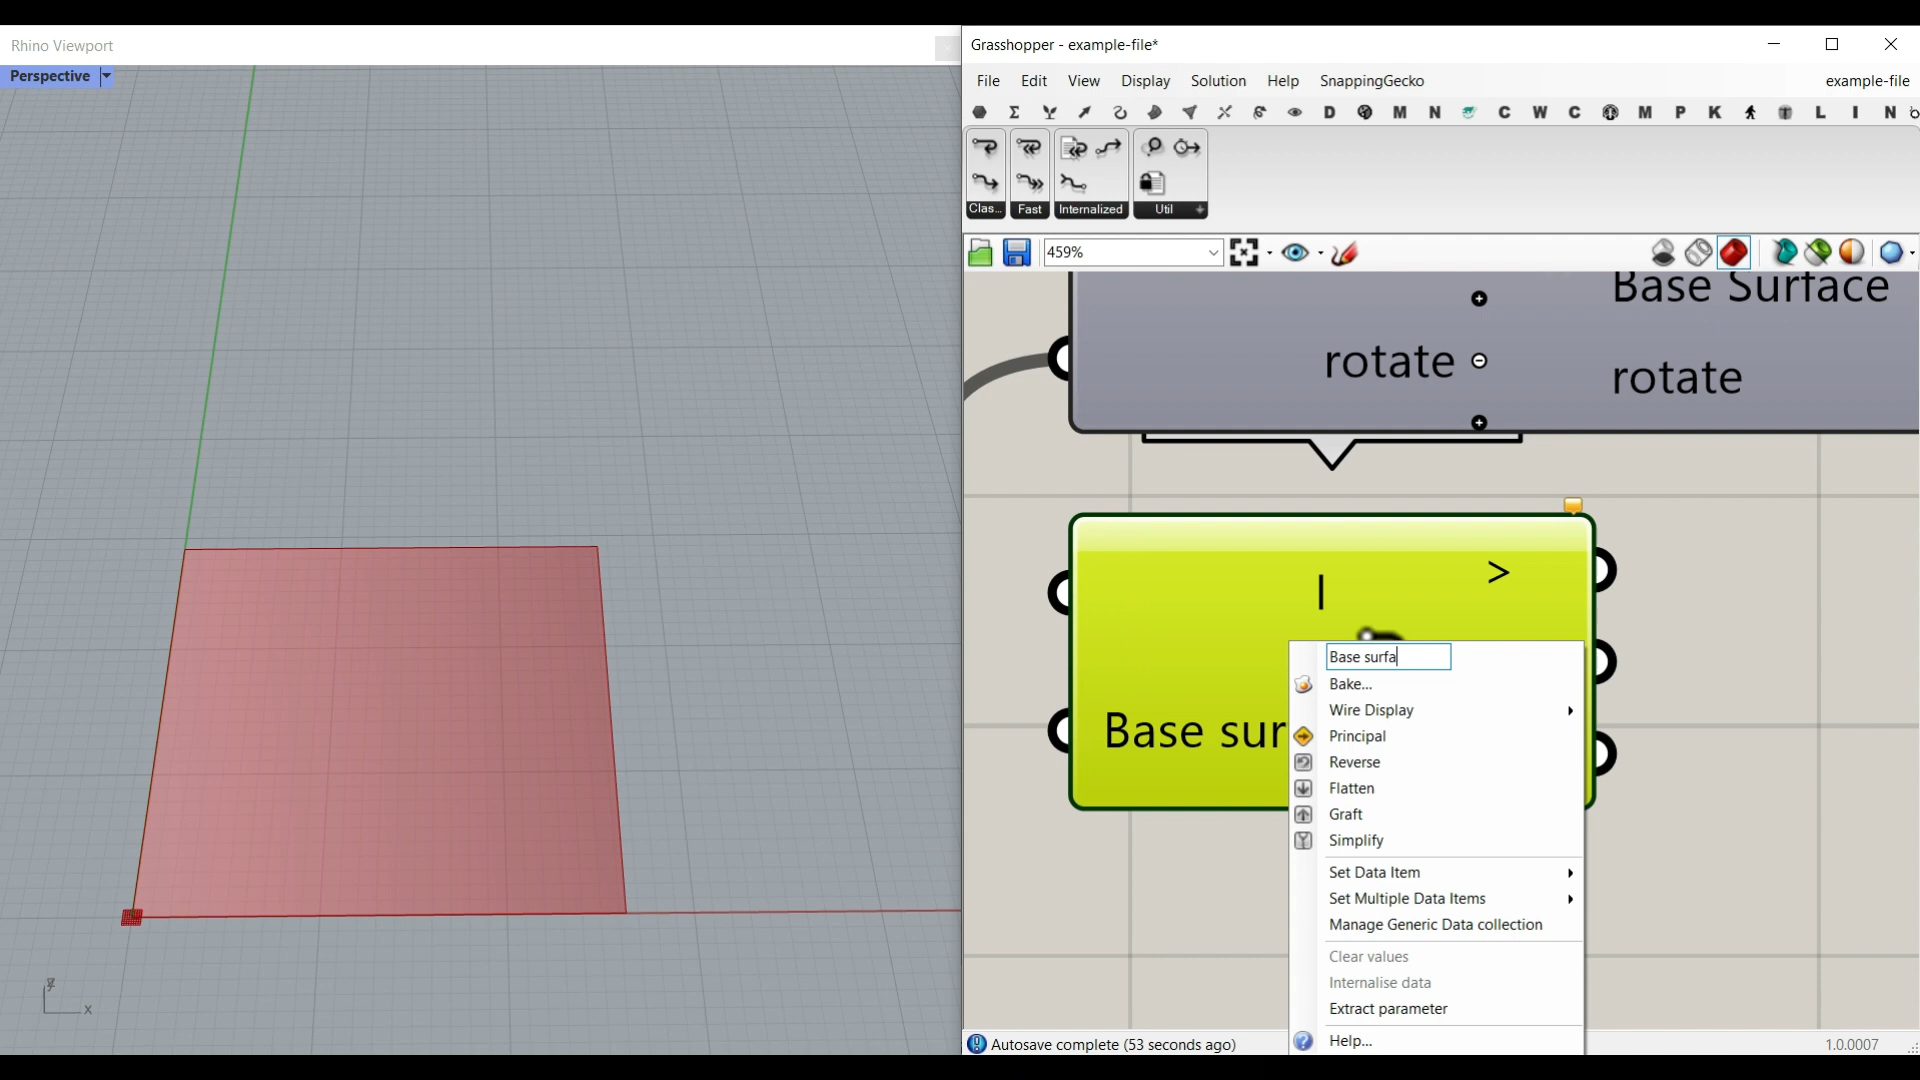 Rhino Viewport
Perspective
x
Grasshopper - example-file*
File Edit View Display Solution Help SnappingGecko example-file
D M N C W C M P K L I N
Clas... Fast Internalized Util
459%
Base Surface
rotate
rotate
>
I
Base sur
Base surfa
Bake...
Wire Display
Principal
Reverse
Flatten
Graft
Simplify
Set Data Item
Set Multiple Data Items
Manage Generic Data collection
Clear values
Internalise data
Extract parameter
Help...
Autosave complete (53 seconds ago)
1.0.0007